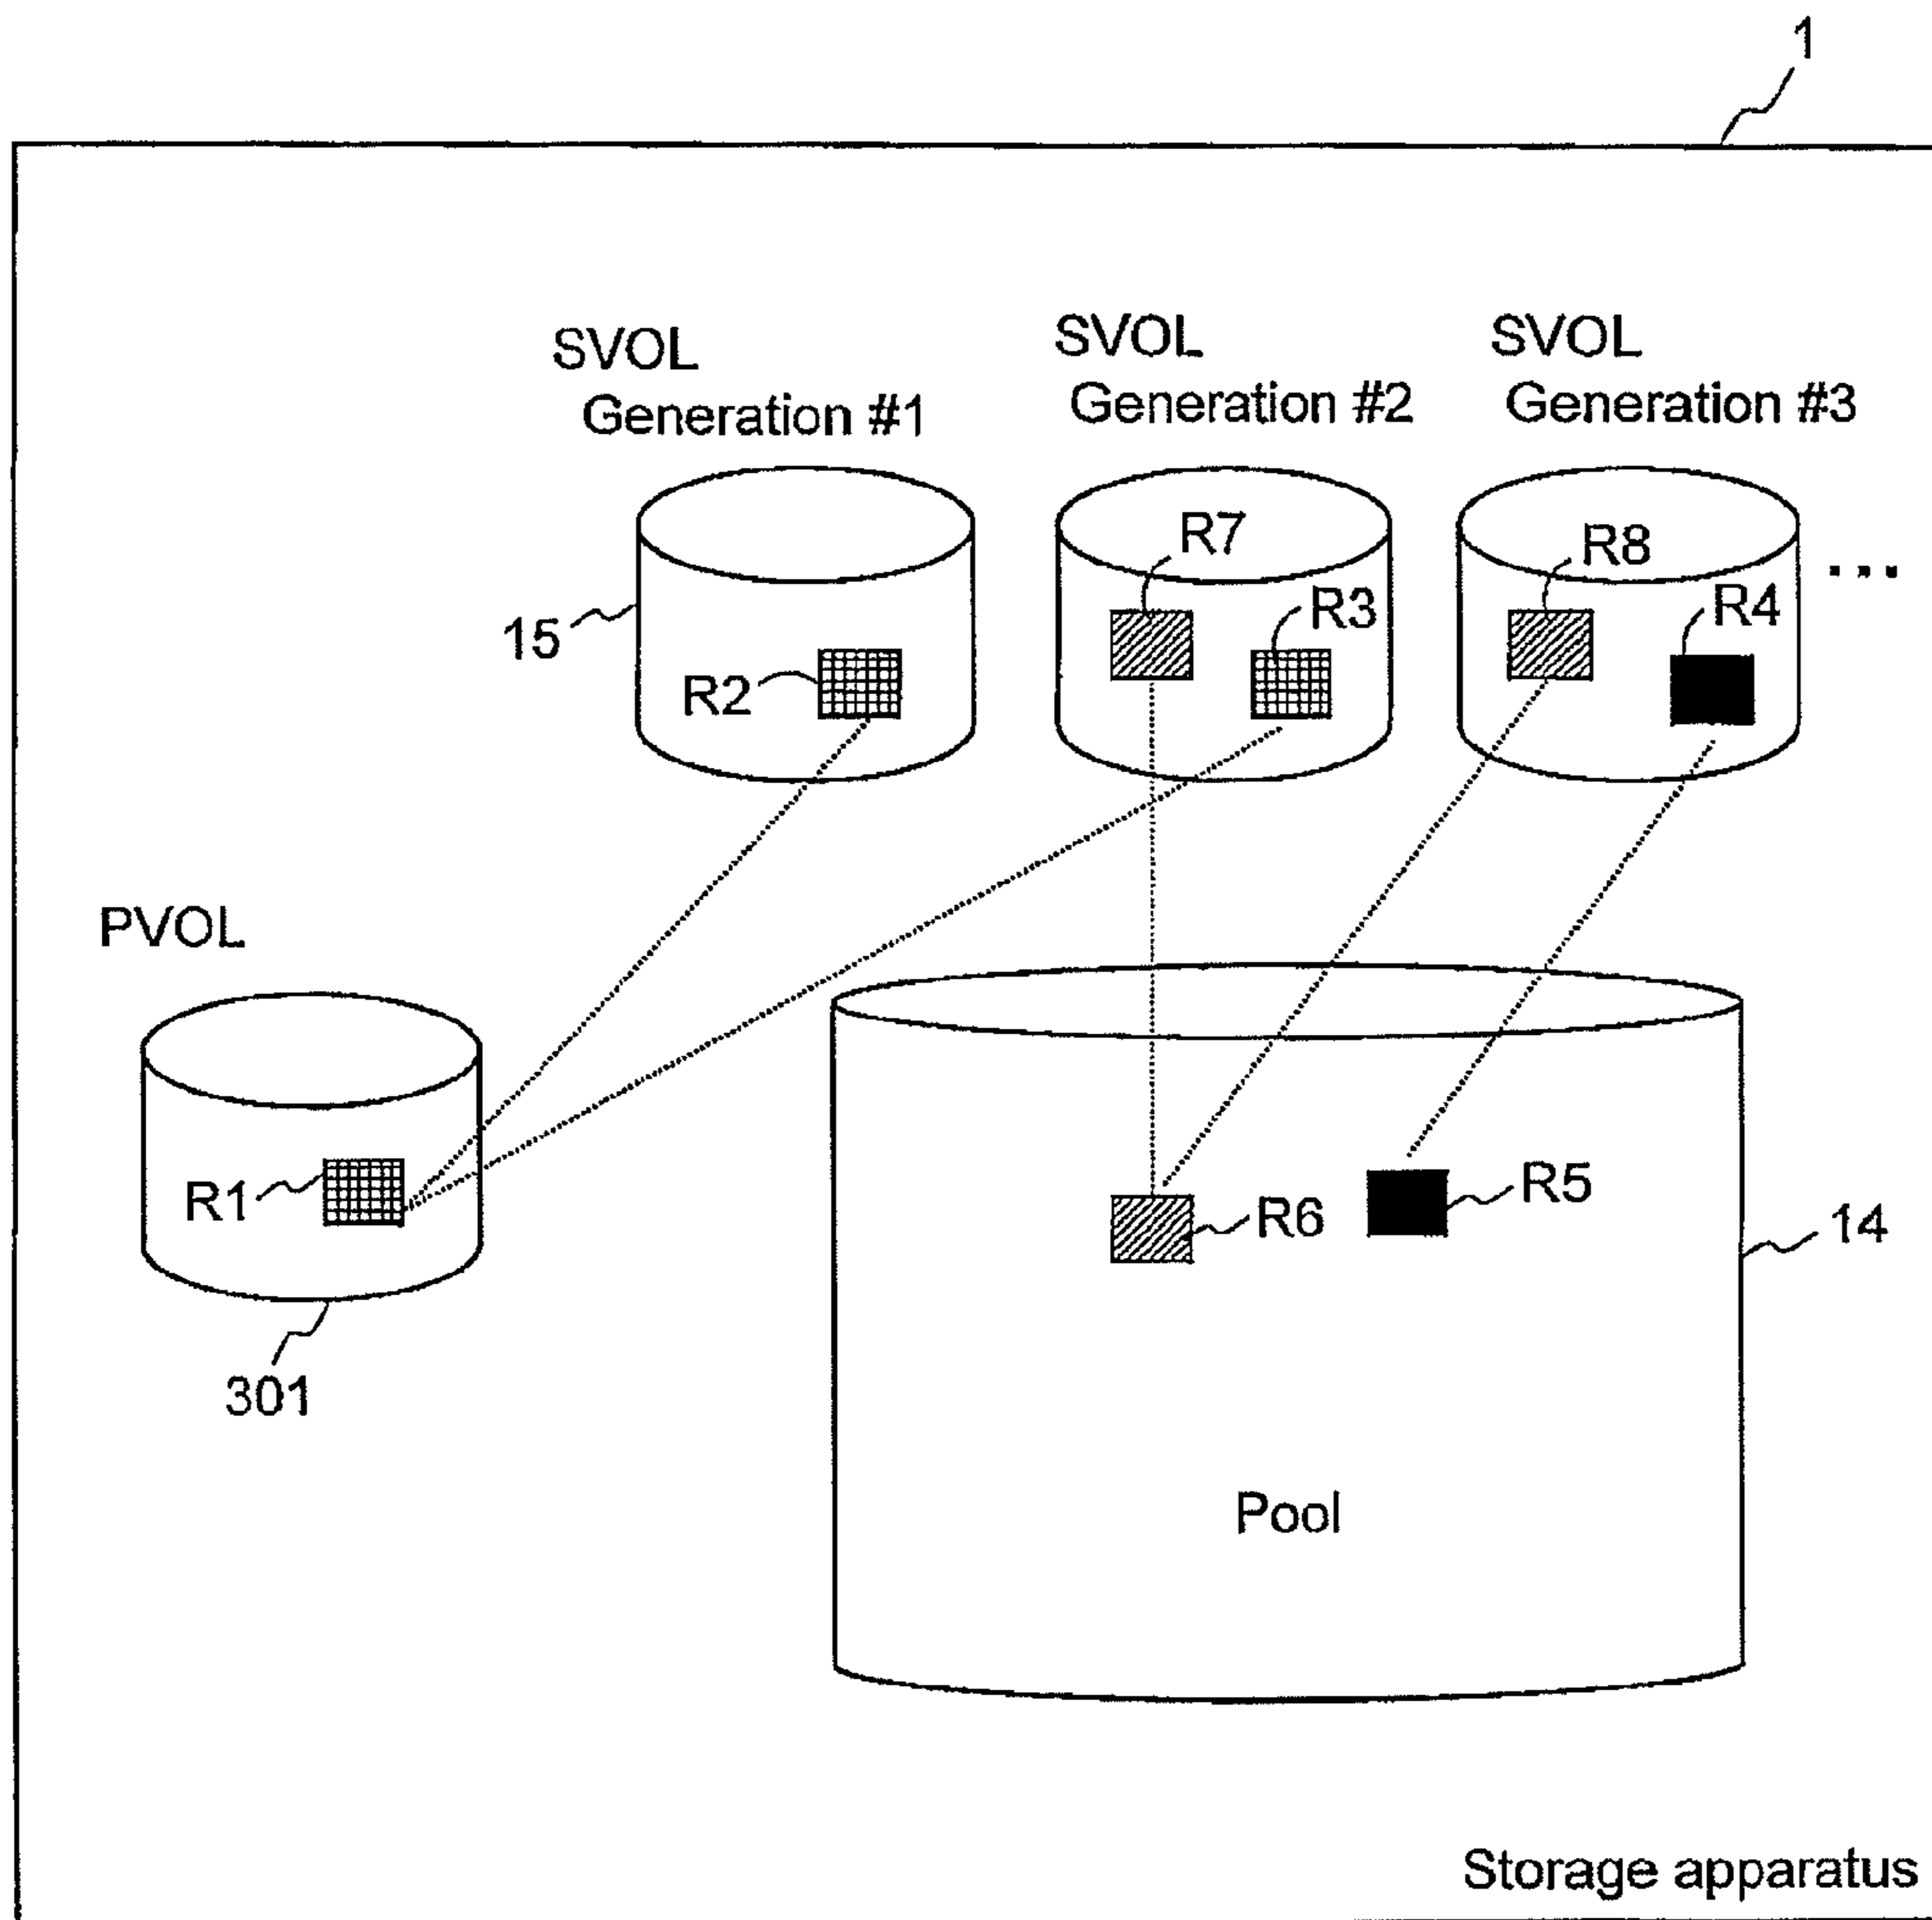 1
SVOL
Generation #1
SVOL
Generation #2
SVOL
Generation #3
R7
R8
R3
R4
...
15
R2
PVOL
R1
R6
R5
14
301
Pool
Storage apparatus